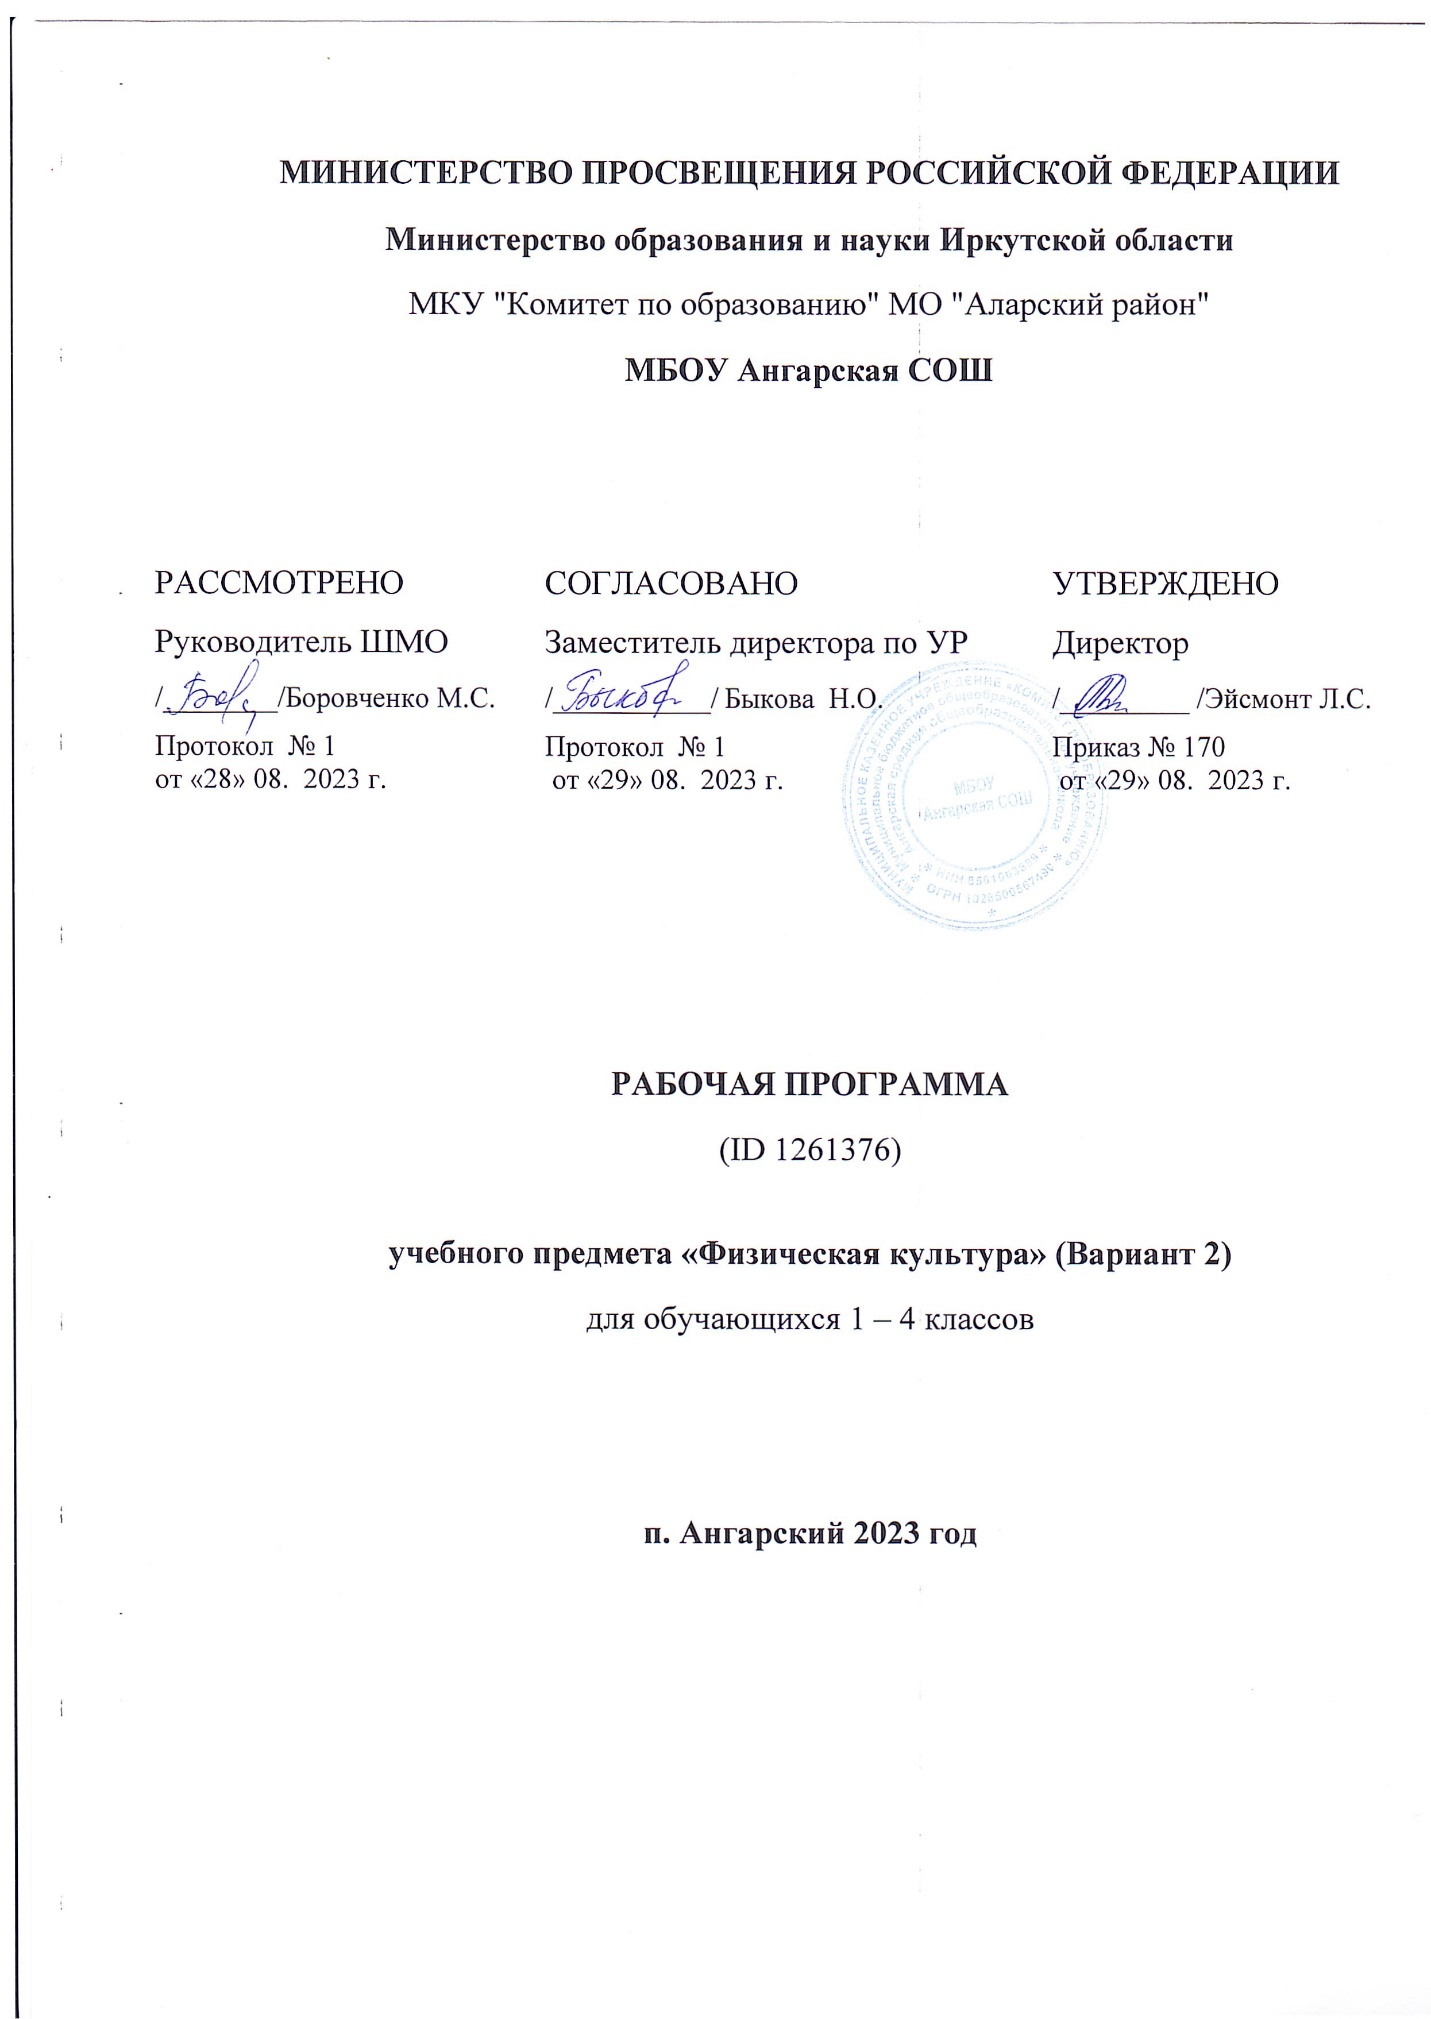 МИНИСТЕРСТВО ПРОСВЕЩЕНИЯ РОССИЙСКОЙ ФЕДЕРАЦИИ
Министерство образования и науки Иркутской области
МКУ "Комитет по образованию" МО "Аларский район"
МБОУ Ангарская СОШ
РАССМОТРЕНО
Руководитель ШМО
/________/Боровченко М.С.
Протокол № 1
от «28» 08. 2023 г.
СОГЛАСОВАНО
Заместитель директора по УР
/Быкова/ Быкова Н.О.
Протокол № 1
от «29» 08. 2023 г.
УТВЕРЖДЕНО
Директор
/_________ /Эйсмонт Л.С.
Приказ № 170
от «29» 08. 2023 г.
МБОУ
Ангарская СОШ
РАБОЧАЯ ПРОГРАММА
(ID 1261376)
учебного предмета «Физическая культура» (Вариант 2)
для обучающихся 1 – 4 классов
п. Ангарский 2023 год